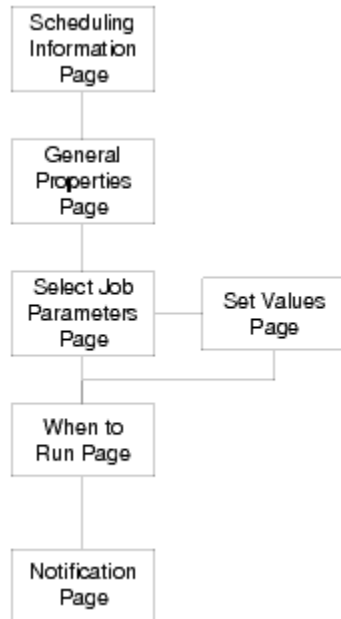 Scheduling
Information
Page
General
Properties
Page
Select Job
Parameters
Page
Set Values
Page
When to
Run Page
Notification
Page